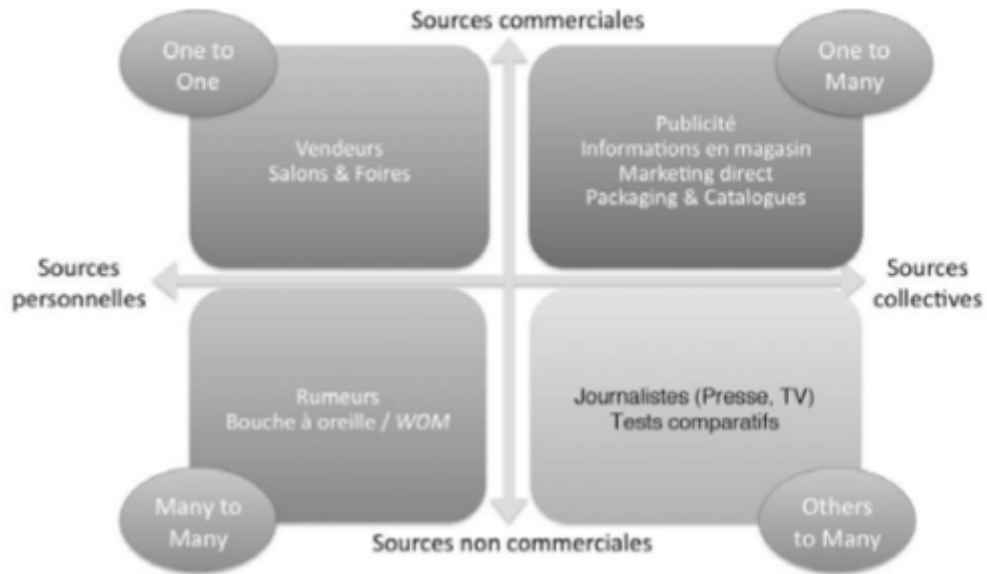 Sources commerciales
One to
One
One to
Many
Vendeurs
Salons & Foires
Publicité
Informations en magasin
Marketing direct
Packaging & Catalogues
Sources
personnelles
Sources
collectives
Rumeurs
Bouche à oreille / WOM
Journalistes (Presse, TV)
Tests comparatifs
Many to
Many
Others
to Many
Sources non commerciales